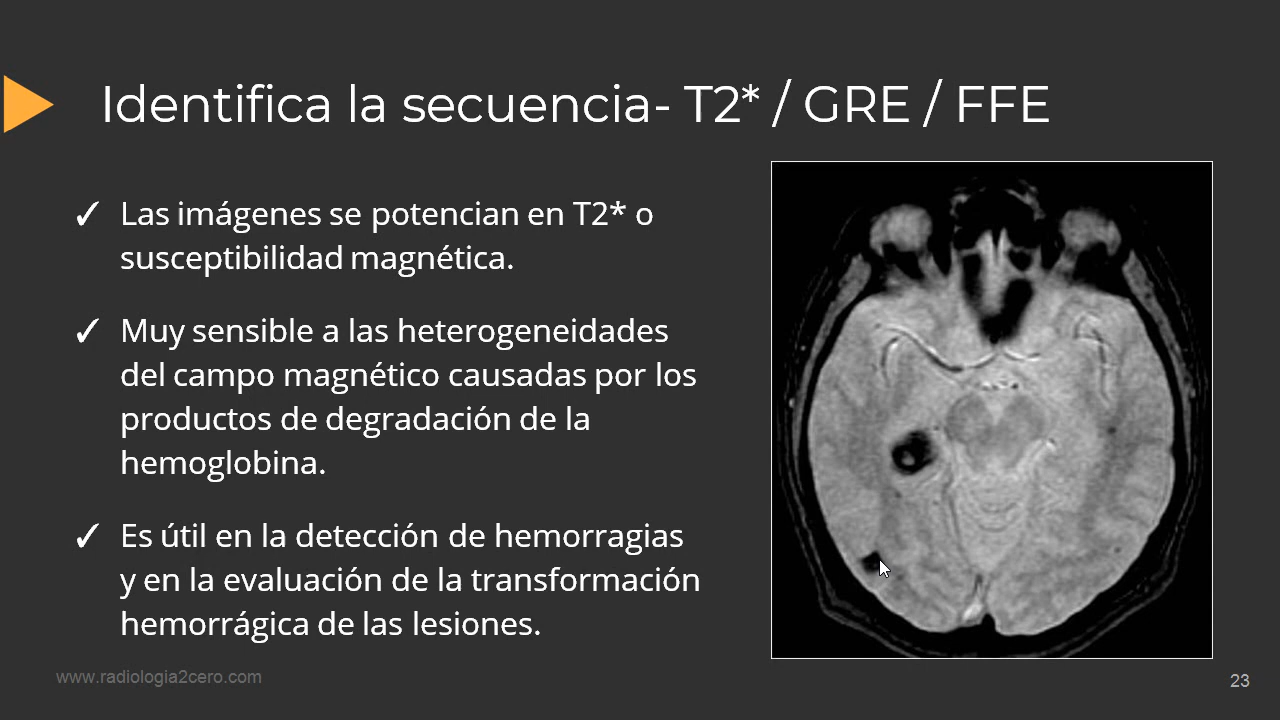 Identifica la secuencia- T2* / GRE / FFE
✓ Las imágenes se potencian en T2* o
susceptibilidad magnética.
✓ Muy sensible a las heterogeneidades
del campo magnético causadas por los
productos de degradación de la
hemoglobina.
✓ Es útil en la detección de hemorragias
y en la evaluación de la transformación
hemorrágica de las lesiones.
www.radiologia2cero.com
23